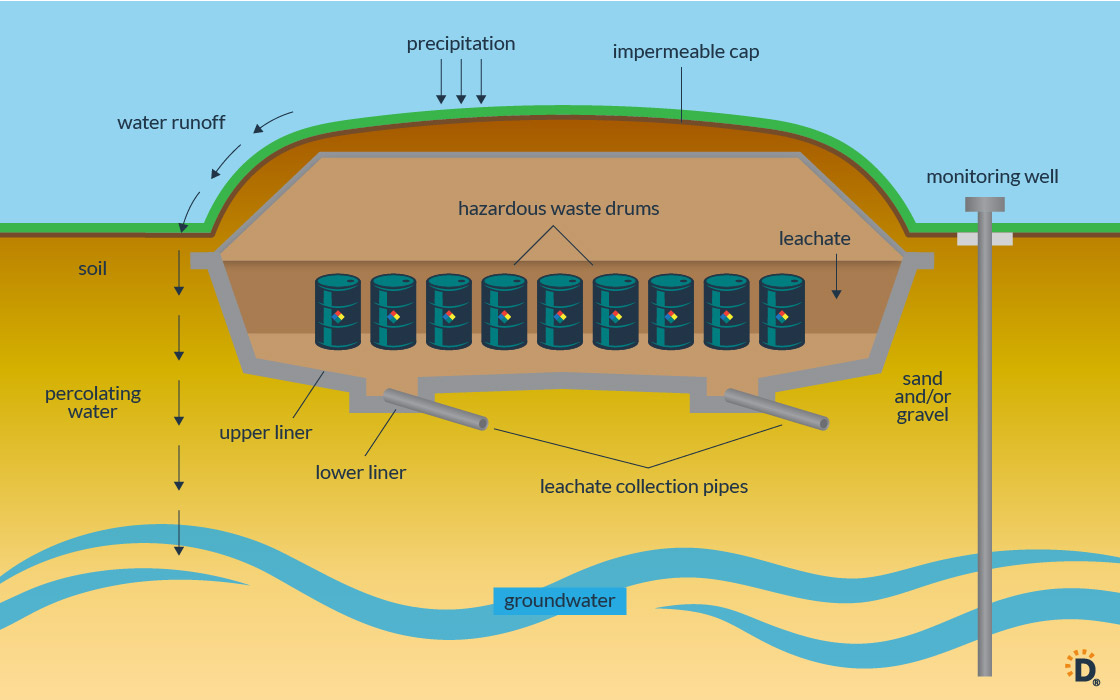 precipitation
impermeable cap
water runoff
monitoring well
hazardous waste drums
leachate
soil
percolating
water
sand
and/or
gravel
upper liner
lower liner
leachate collection pipes
groundwater
D®